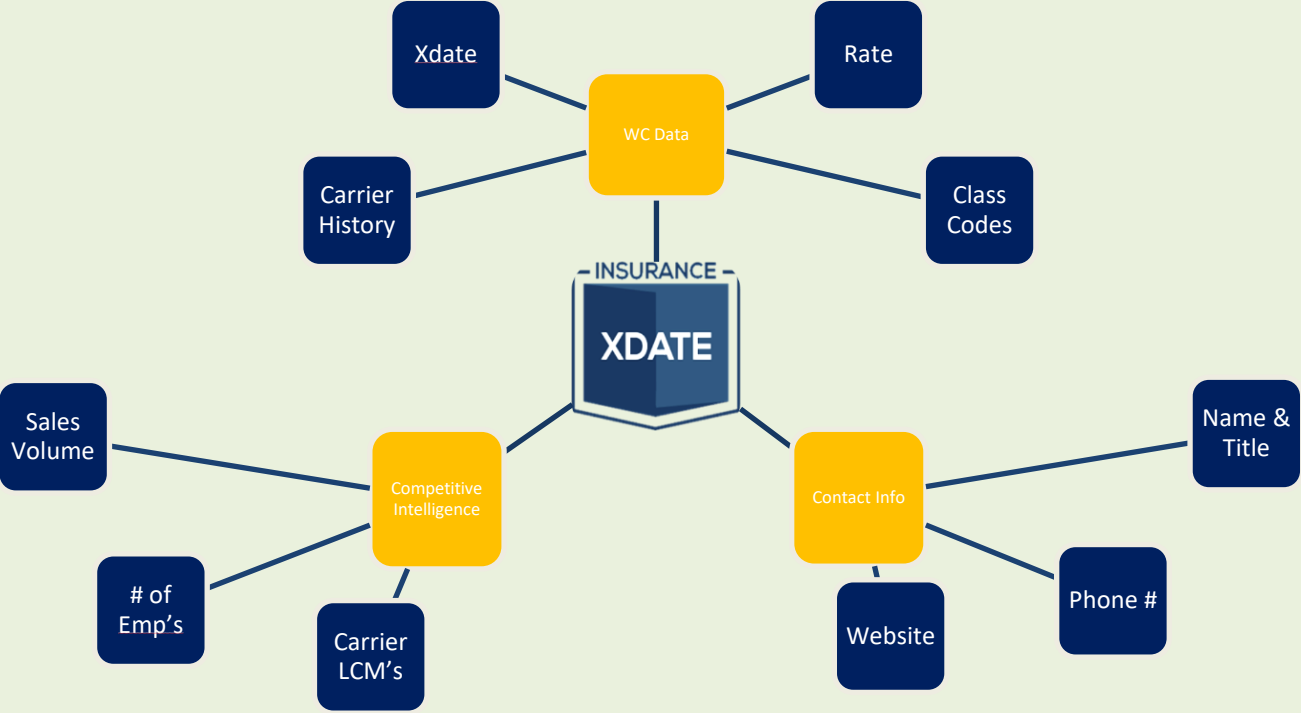 Xdate
Rate
WC Data
Carrier
History
Class
Codes
INSURANCE
XDATE
Sales
Volume
Name &
Title
Competitive
Intelligence
Contact Info
# of
Emp’s
Phone #
Carrier
LCM’s
Website